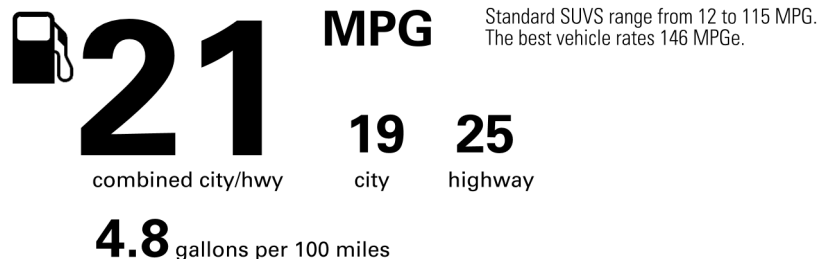 21
MPG
Standard SUVS range from 12 to 115 MPG.
The best vehicle rates 146 MPGe.
19 25
combined city/hwy city highway
4.8 gallons per 100 miles